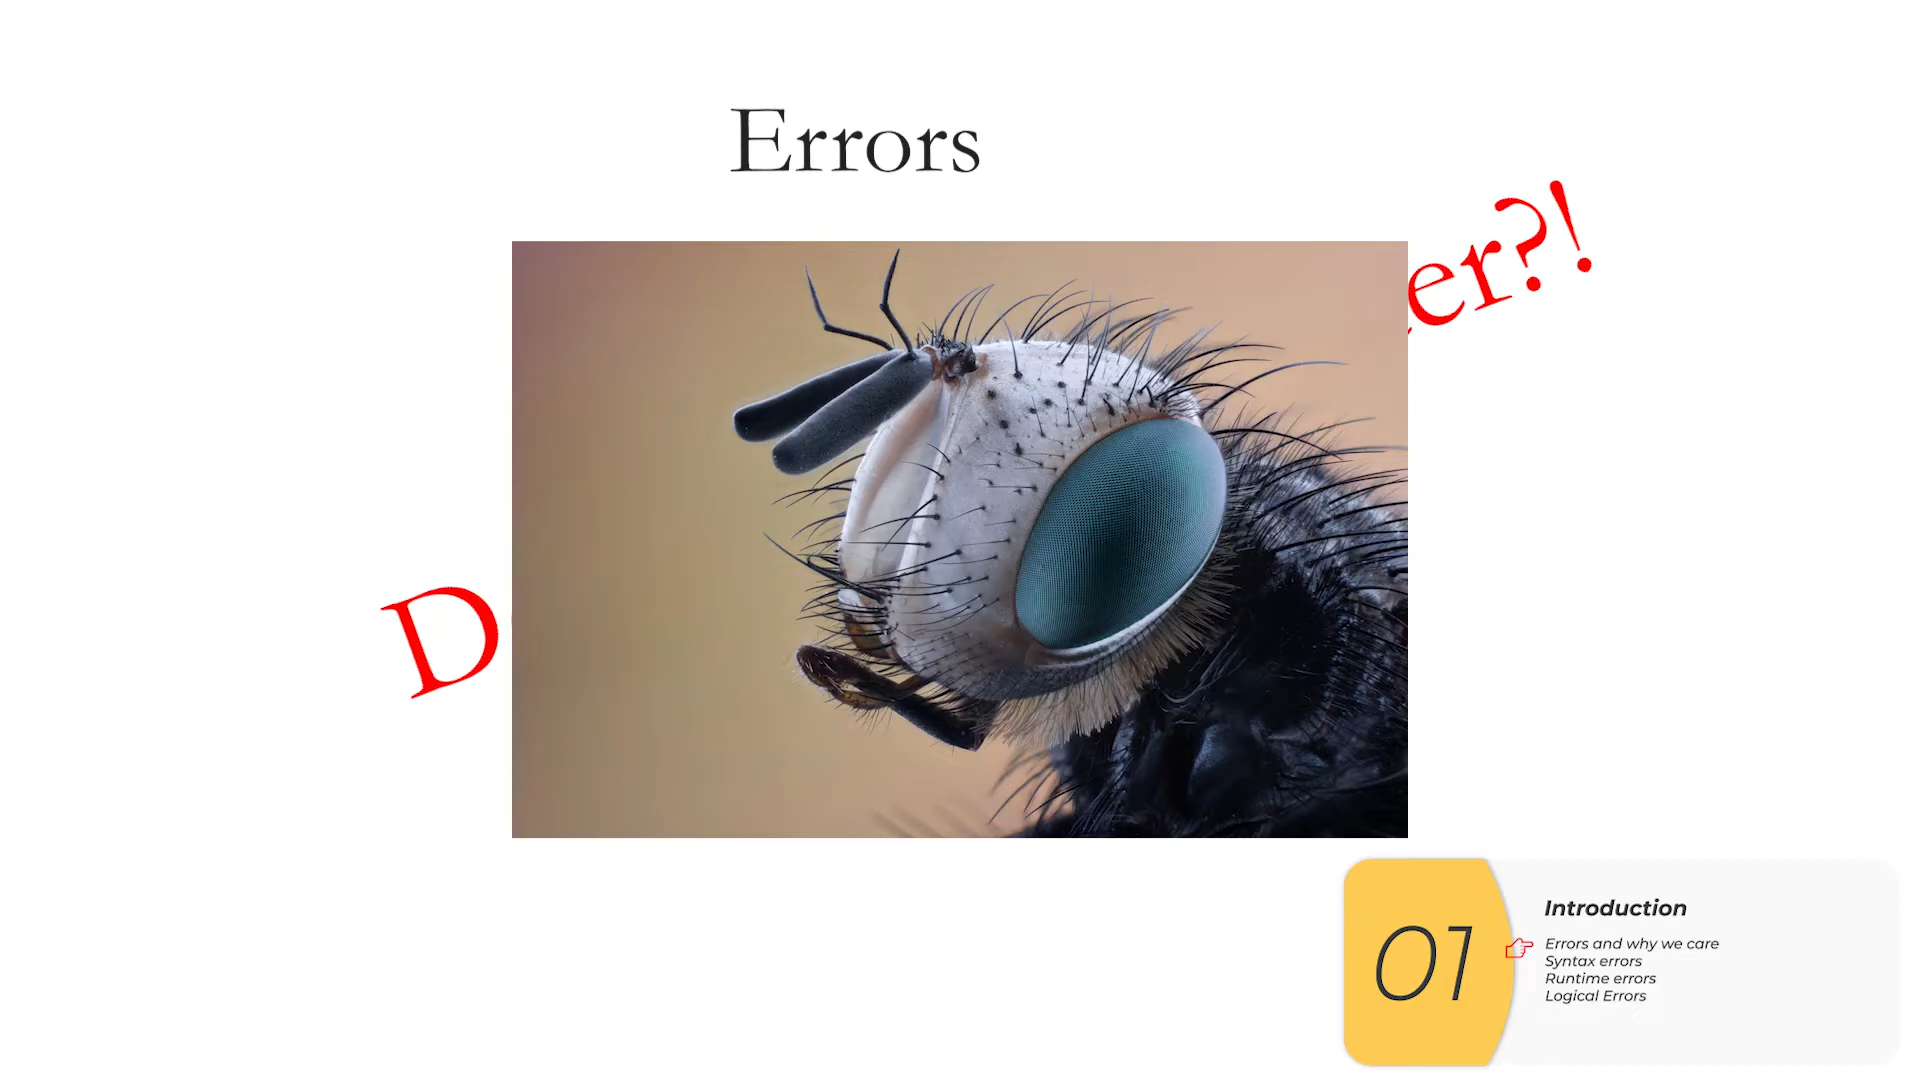 Errors
D
er?!
01
Introduction
Errors and why we care
Syntax errors
Runtime errors
Logical Errors